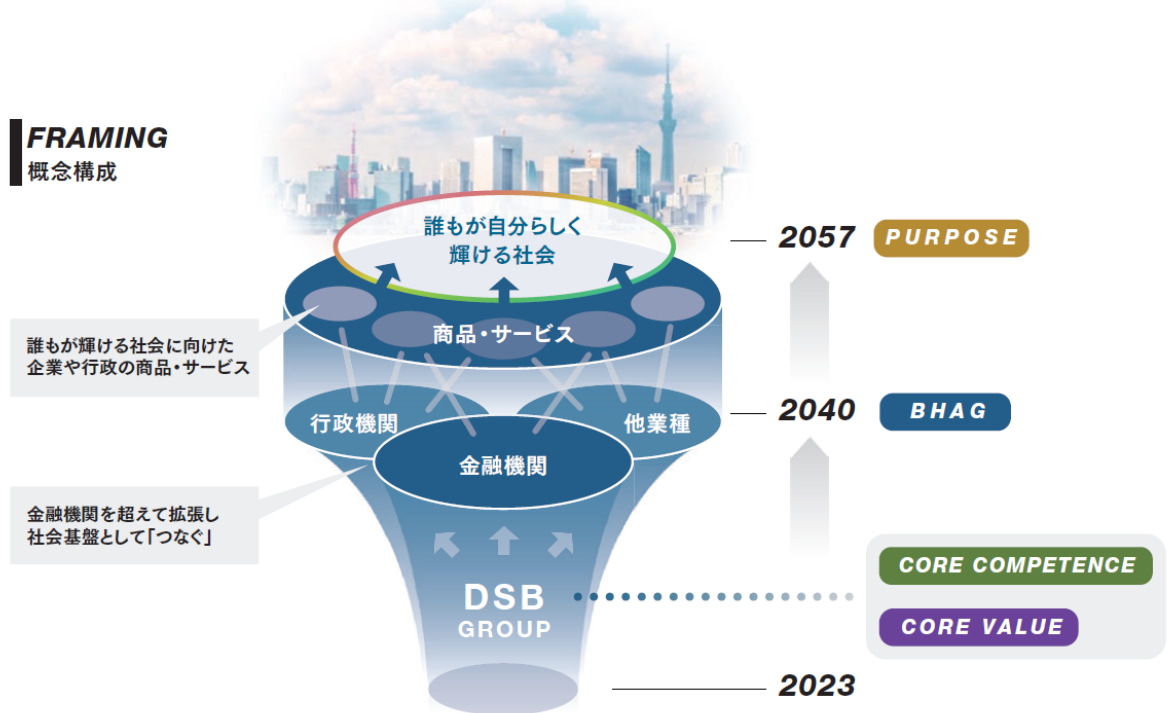 FRAMING
概念構成
誰もが自分らしく
輝ける社会
2057
PURPOSE
商品・サービス
誰もが輝ける社会に向けた
企業や行政の商品・サービス
行政機関
他業種
2040
BHAG
金融機関
金融機関を超えて拡張し
社会基盤として「つなぐ」
DSB
GROUP
CORE COMPETENCE
CORE VALUE
2023